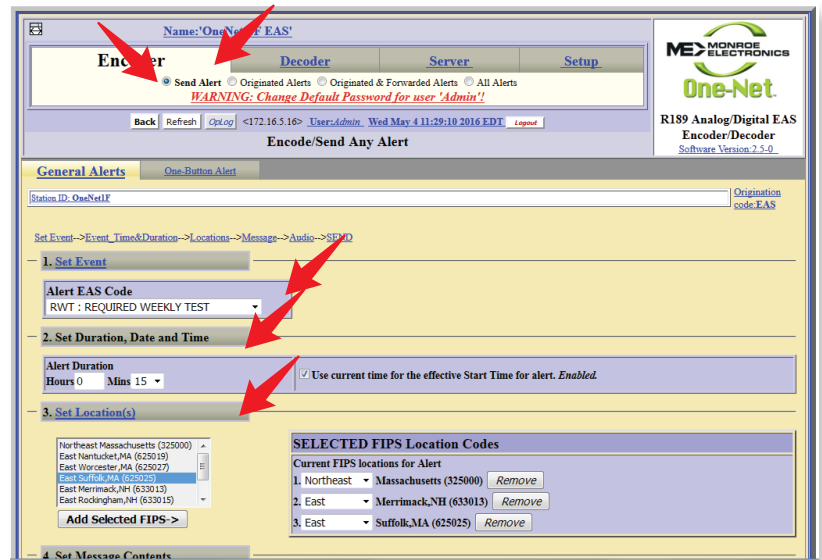 Name:'OneNet1F EAS'
Encoder Decoder Server Setup
Send Alert Originated Alerts Originated & Forwarded Alerts All Alerts
WARNING: Change Default Password for user 'Admin'!
Back Refresh OpLog <172.16.5.16> User:Admin Wed May 4 11:29:10 2016 EDT Logout
Encode/Send Any Alert
MONROE
ELECTRONICS
One-Net
R189 Analog/Digital EAS
Encoder/Decoder
Software Version:2.5-0
General Alerts One-Button Alert
Station ID: OneNet1F
Origination
code:EAS
Set Event-->Event_Time&Duration-->Locations-->Message-->Audio-->SEND
1. Set Event
Alert EAS Code
RWT : REQUIRED WEEKLY TEST
2. Set Duration, Date and Time
Alert Duration
Hours 0 Mins 15
Use current time for the effective Start Time for alert. Enabled.
3. Set Location(s)
Northeast Massachusetts (325000)
East Nantucket,MA (625019)
East Worcester,MA (625027)
East Suffolk,MA (625025)
East Merrimack,NH (633013)
East Rockingham,NH (633015)
Add Selected FIPS->
SELECTED FIPS Location Codes
Current FIPS locations for Alert
1. Northeast Massachusetts (325000) Remove
2. East Merrimack,NH (633013) Remove
3. East Suffolk,MA (625025) Remove
4. Set Message Contents